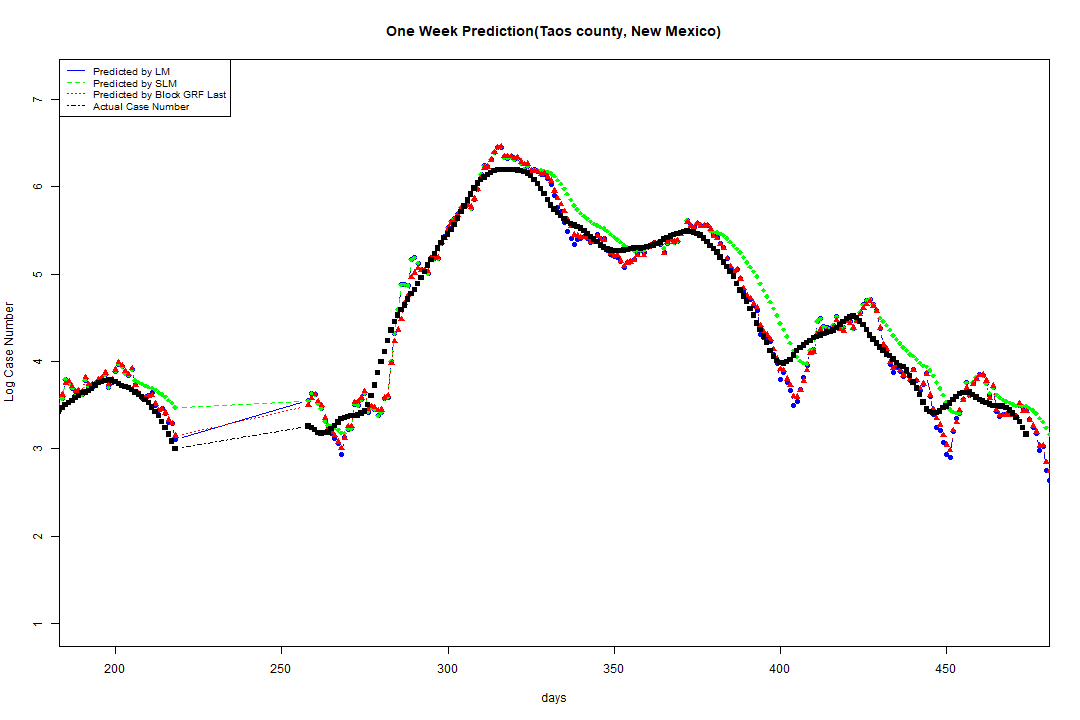 One Week Prediction(Taos county, New Mexico)
Predicted by LM
Predicted by SLM
Predicted by Block GRF Last
Actual Case Number
7
6
5
4
3
2
1
Log Case Number
200 250 300 350 400 450
days